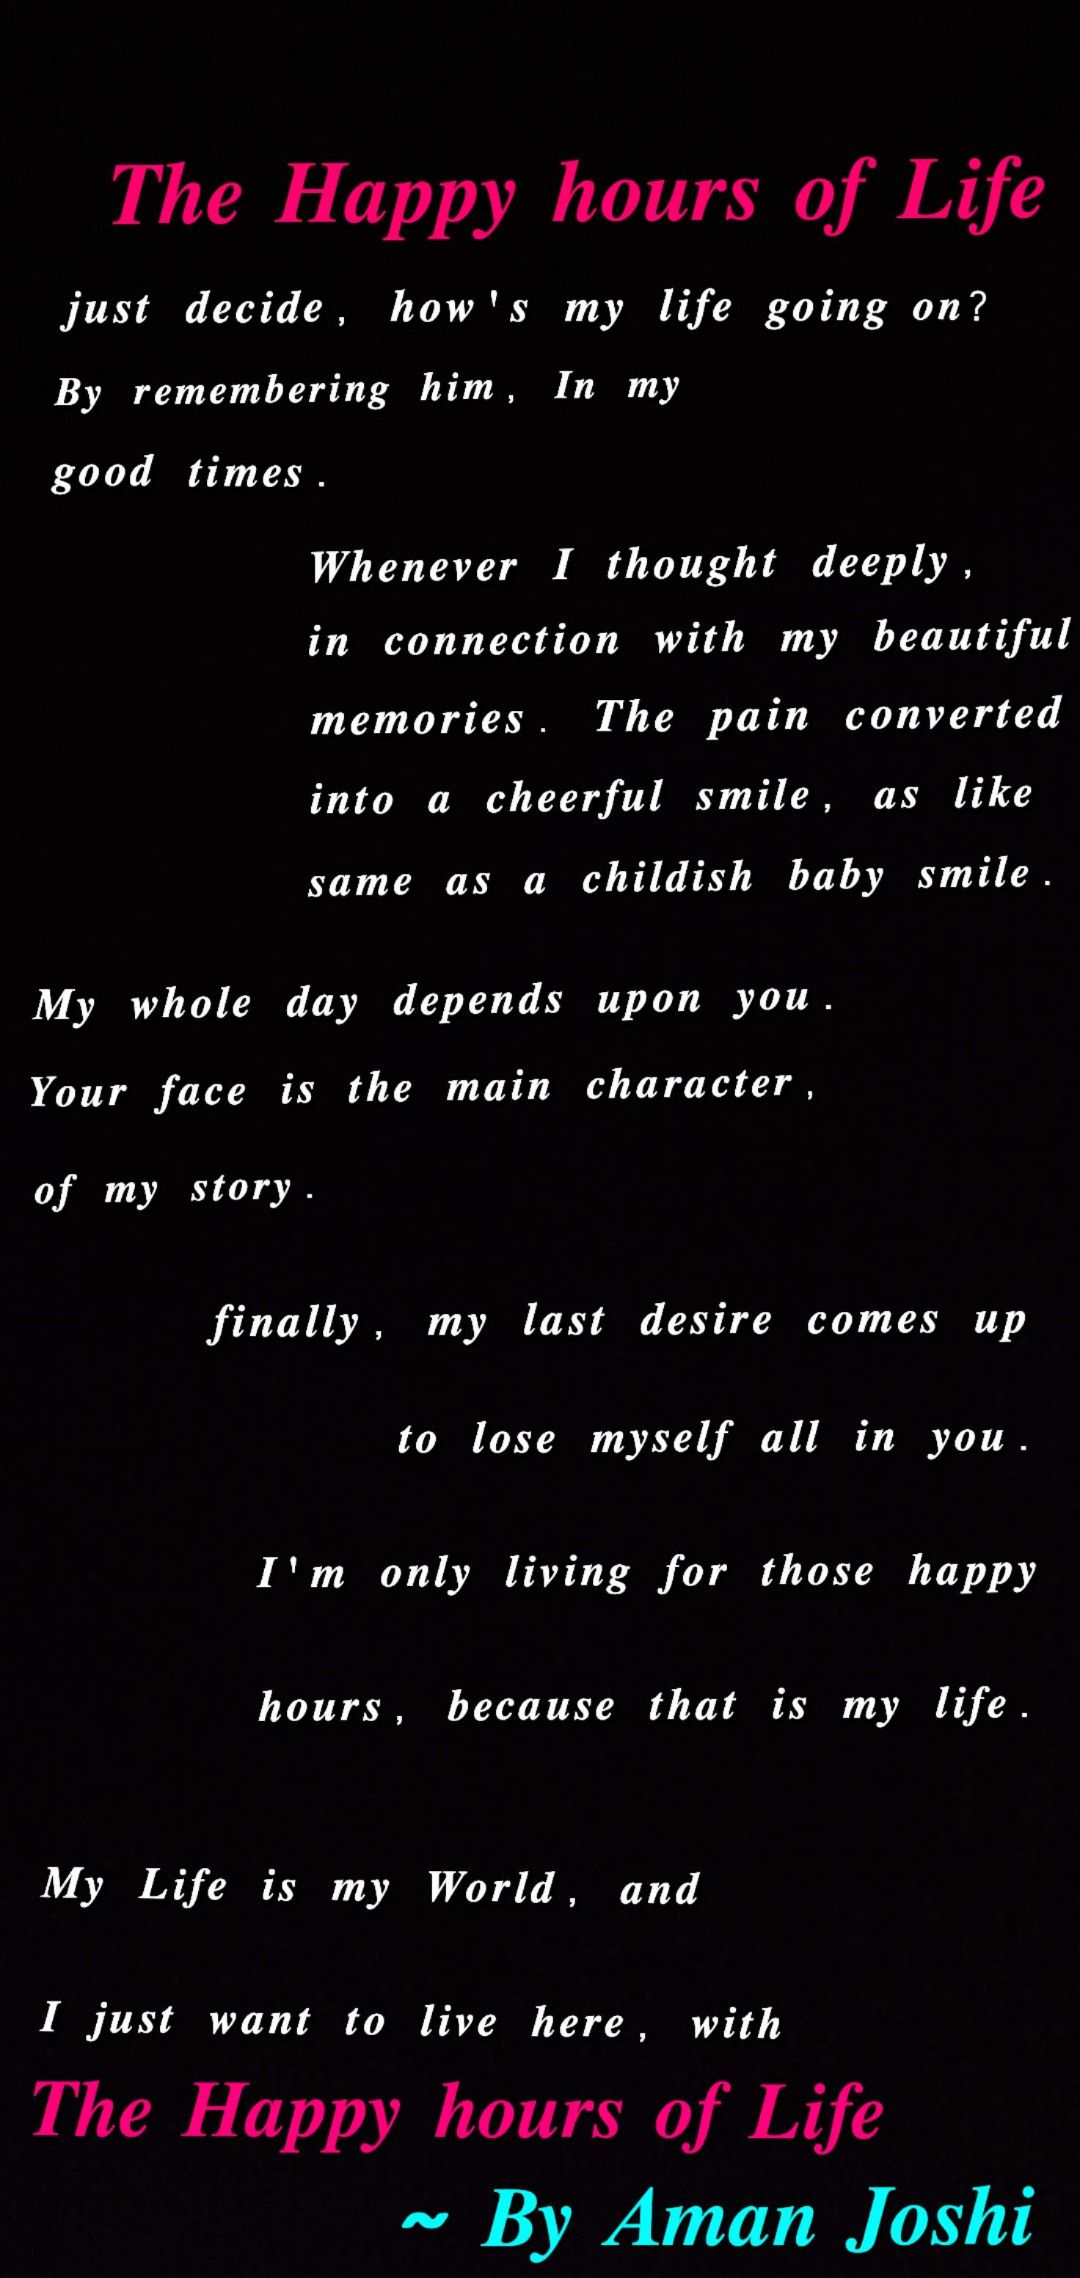 The Happy hours of Life
just decide, how's my life going on?
By remembering him, In my
good times.
Whenever I thought deeply,
in connection with my beautiful
memories. The pain converted
into a cheerful smile, as like
same as a childish baby smile.
My whole day depends upon you.
Your face is the main character,
of my story.
finally, my last desire comes up
to lose myself all in you.
I'm only living for those happy
hours, because that is my life.
My Life is my World, and
I just want to live here, with
The Happy hours of Life
~ By Aman Joshi